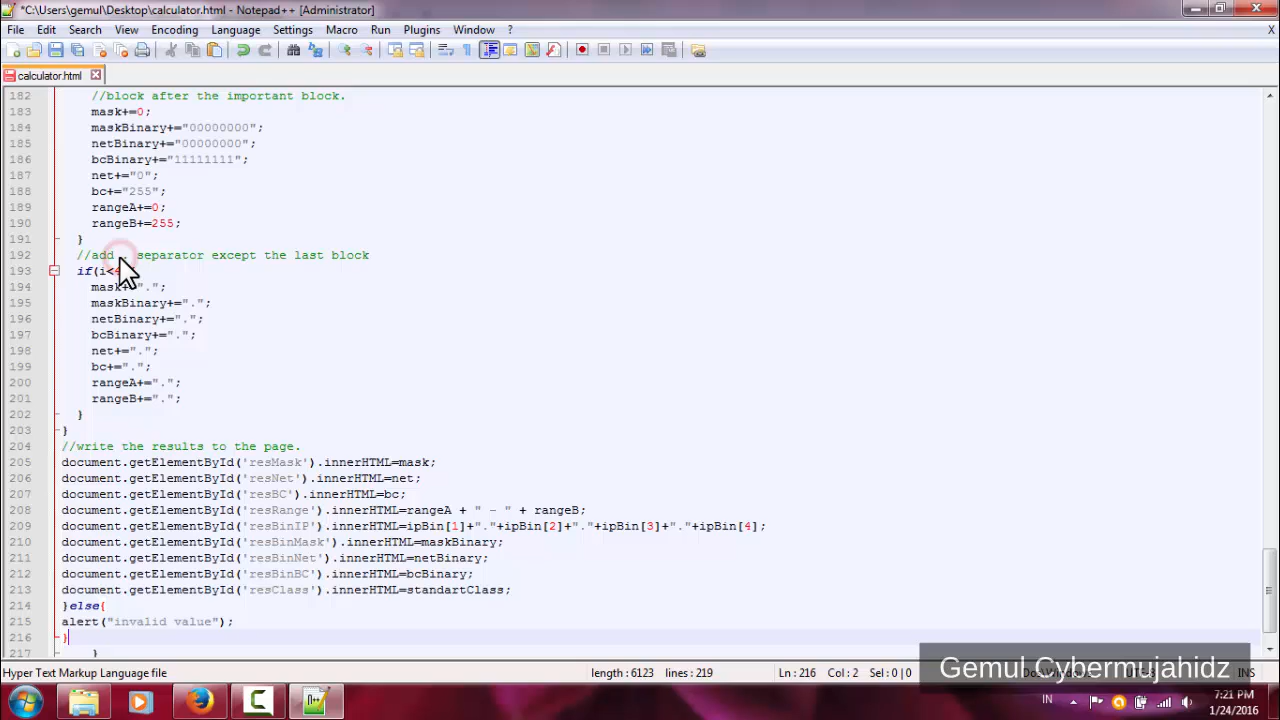 *C:\Users\gemul\Desktop\calculator.html - Notepad++ [Administrator]
File Edit Search View Encoding Language Settings Macro Run Plugins Window ? X
calculator.html
182 //block after the important block.
183 mask+=0;
184 maskBinary+="00000000";
185 netBinary+="00000000";
186 bcBinary+="11111111";
187 net+="0";
188 bc+="255";
189 rangeA+=0;
190 rangeB+=255;
191 }
192 //add . separator except the last block
193 if(i<4
194 mask+=".";
195 maskBinary+=".";
196 netBinary+=".";
197 bcBinary+=".";
198 net+=".";
199 bc+=".";
200 rangeA+=".";
201 rangeB+=".";
202 }
203 }
204 //write the results to the page.
205 document.getElementById('resMask').innerHTML=mask;
206 document.getElementById('resNet').innerHTML=net;
207 document.getElementById('resBC').innerHTML=bc;
208 document.getElementById('resRange').innerHTML=rangeA + " - " + rangeB;
209 document.getElementById('resBinIP').innerHTML=ipBin[1]+"."+ipBin[2]+"."+ipBin[3]+"."+ipBin[4];
210 document.getElementById('resBinMask').innerHTML=maskBinary;
211 document.getElementById('resBinNet').innerHTML=netBinary;
212 document.getElementById('resBinBC').innerHTML=bcBinary;
213 document.getElementById('resClass').innerHTML=standartClass;
214 }else{
215 alert("invalid value");
216 }
217 }
Hyper Text Markup Language file length : 6123 lines : 219 Ln : 216 Col : 2 Sel : 0 | 0 INS
Gemul Cybermujahidz
IN 7:21 PM
1/24/2016